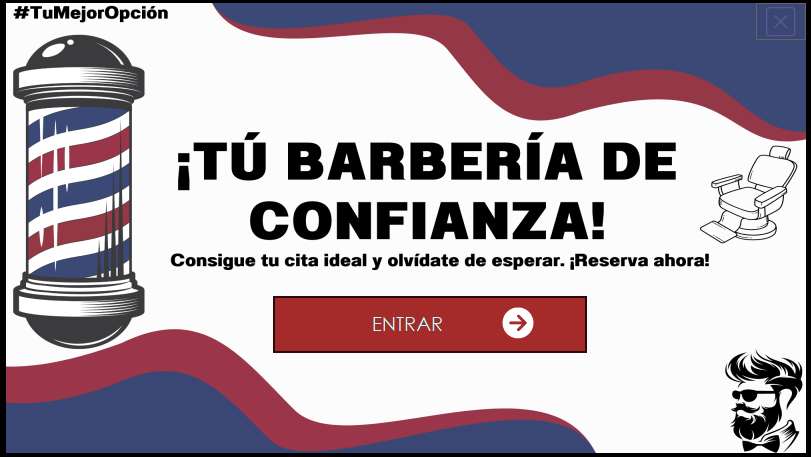 #TuMejorOpción
¡TÚ BARBERÍA DE
CONFIANZA!
Consigue tu cita ideal y olvídate de esperar. ¡Reserva ahora!
ENTRAR